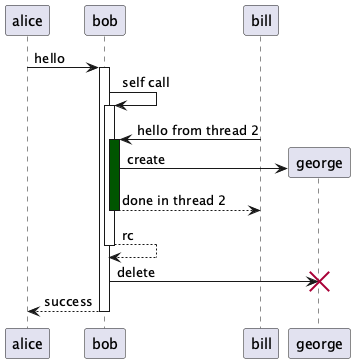 alice bob bill
hello
self call
hello from thread 2
create
george
done in thread 2
rc
delete
success
alice bob bill george